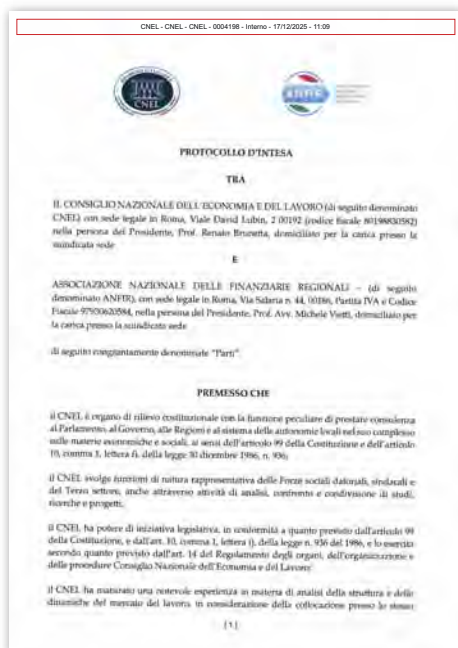 CNEL - CNEL - CNEL - 0004198 - Interno - 17/12/2025 - 11:09
CNEL
ANFIR
PROTOCOLLO D'INTESA
TRA
IL CONSIGLIO NAZIONALE DELL'ECONOMIA E DEL LAVORO (di seguito denominato
CNEL) con sede legale in Roma, Viale David Lubin, 2 00192 (codice fiscale 80198830582)
nella persona del Presidente, Prof. Renato Brunetta, domiciliato per la carica presso la
suindicata sede
E
ASSOCIAZIONE NAZIONALE DELLE FINANZIARIE REGIONALI – (di seguito
denominato ANFIR), con sede legale in Roma, Via Salaria n. 44, 00186, Partita IVA e Codice
Fiscale 97500620584, nella persona del Presidente, Prof. Avv. Michele Vietti, domiciliato per
la carica presso la suindicata sede
di seguito congiuntamente denominate "Parti".
PREMESSO CHE
il CNEL è organo di rilievo costituzionale con la funzione peculiare di prestare consulenza
al Parlamento, al Governo, alle Regioni e al sistema delle autonomie locali nel suo complesso
sulle materie economiche e sociali, ai sensi dell'articolo 99 della Costituzione e dell'articolo
10, comma 1, lettera f), della legge 30 dicembre 1986, n. 936;
il CNEL svolge funzioni di natura rappresentativa delle Forze sociali datoriali, sindacali e
del Terzo settore, anche attraverso attività di analisi, confronto e condivisione di studi,
ricerche e progetti.
il CNEL ha potere di iniziativa legislativa, in conformità a quanto previsto dall'articolo 99
della Costituzione, e dall'art. 10, comma 1, lettera i), della legge n. 936 del 1986, e lo esercita
secondo quanto previsto dall'art. 14 del Regolamento degli organi, dell'organizzazione e
delle procedure Consiglio Nazionale dell'Economia e del Lavoro;
il CNEL ha maturato una notevole esperienza in materia di analisi della struttura e delle
dinamiche del mercato del lavoro, in considerazione della collocazione presso lo stesso
[1]